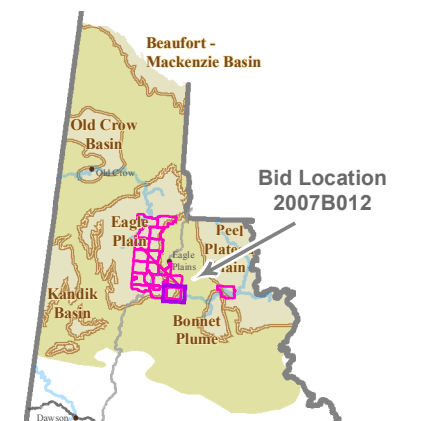 Beaufort -
Mackenzie Basin
Old Crow
Basin
Old Crow
Bid Location
2007B012
Eagle
Plain
Peel
Eagle
Plains
Kandik
Basin
Bonnet
Plume
Dawson